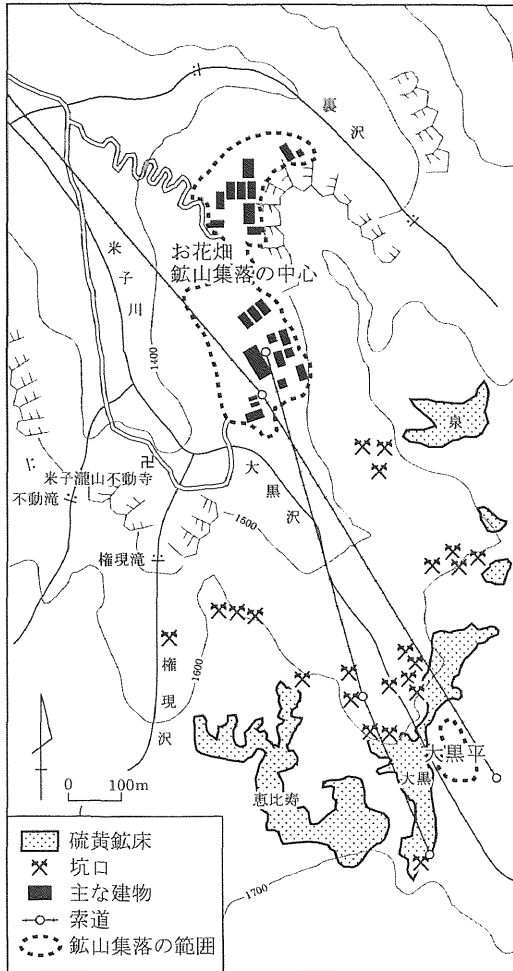 裏沢
お花畑
鉱山集落の中心
米子川
1400
泉
卍
米子瀧山不動寺
不動滝
大黒沢
1500
権現滝
権現沢
1600
大黒平
大黒
恵比寿
0 100m
1700
硫黄鉱床
坑口
主な建物
索道
鉱山集落の範囲